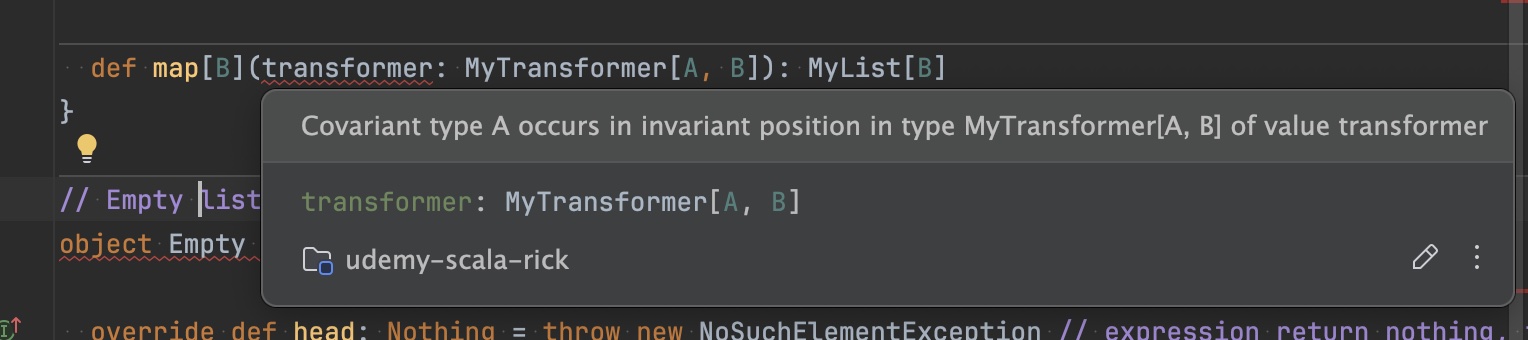 def map[B](transformer: MyTransformer[A, B]): MyList[B]
}
Covariant type A occurs in invariant position in type MyTransformer[A, B] of value transformer
// Empty list
transformer: MyTransformer[A, B]
object Empty
udemy-scala-rick
override def head: Nothing = throw new NoSuchElementException // expression return nothing,